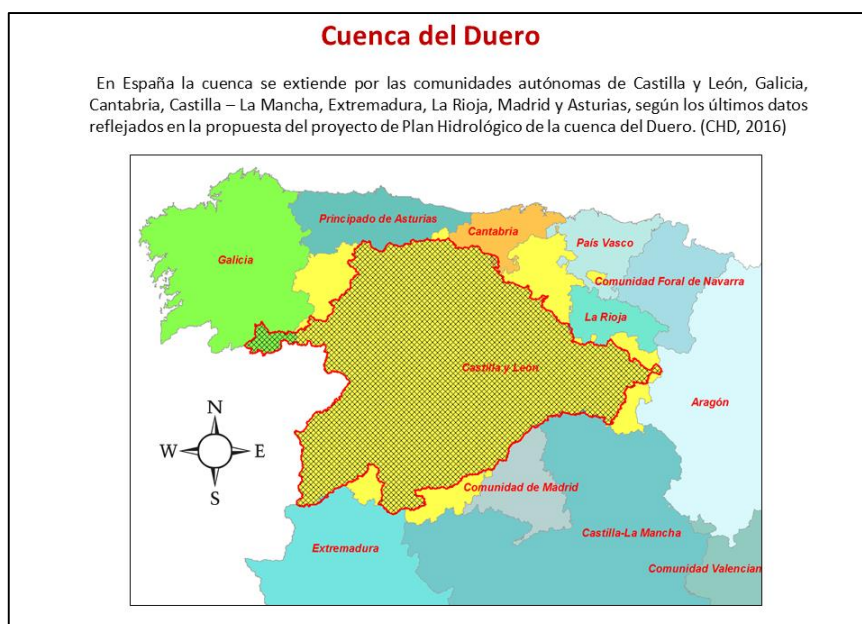 Cuenca del Duero
En España la cuenca se extiende por las comunidades autónomas de Castilla y León, Galicia,
Cantabria, Castilla – La Mancha, Extremadura, La Rioja, Madrid y Asturias, según los últimos datos
reflejados en la propuesta del proyecto de Plan Hidrológico de la cuenca del Duero. (CHD, 2016)
Principado de Asturias
Cantabria
País Vasco
Galicia
Comunidad Foral de Navarra
La Rioja
Castilla y León
Aragón
N
W
E
S
Comunidad de Madrid
Castilla-La Mancha
Extremadura
Comunidad Valencian